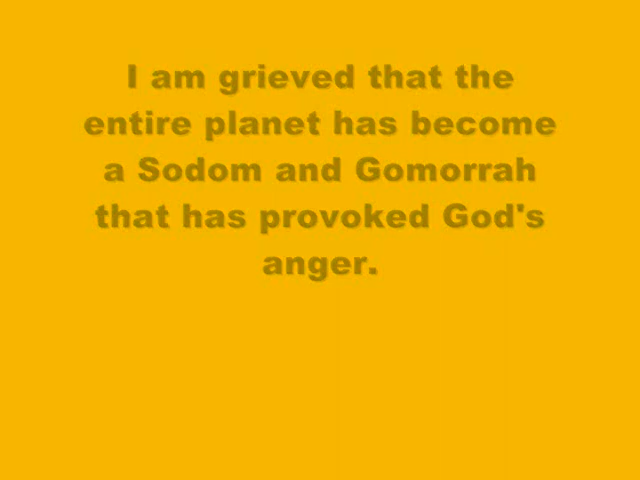 I am grieved that the
entire planet has become
a Sodom and Gomorrah
that has provoked God's
anger.